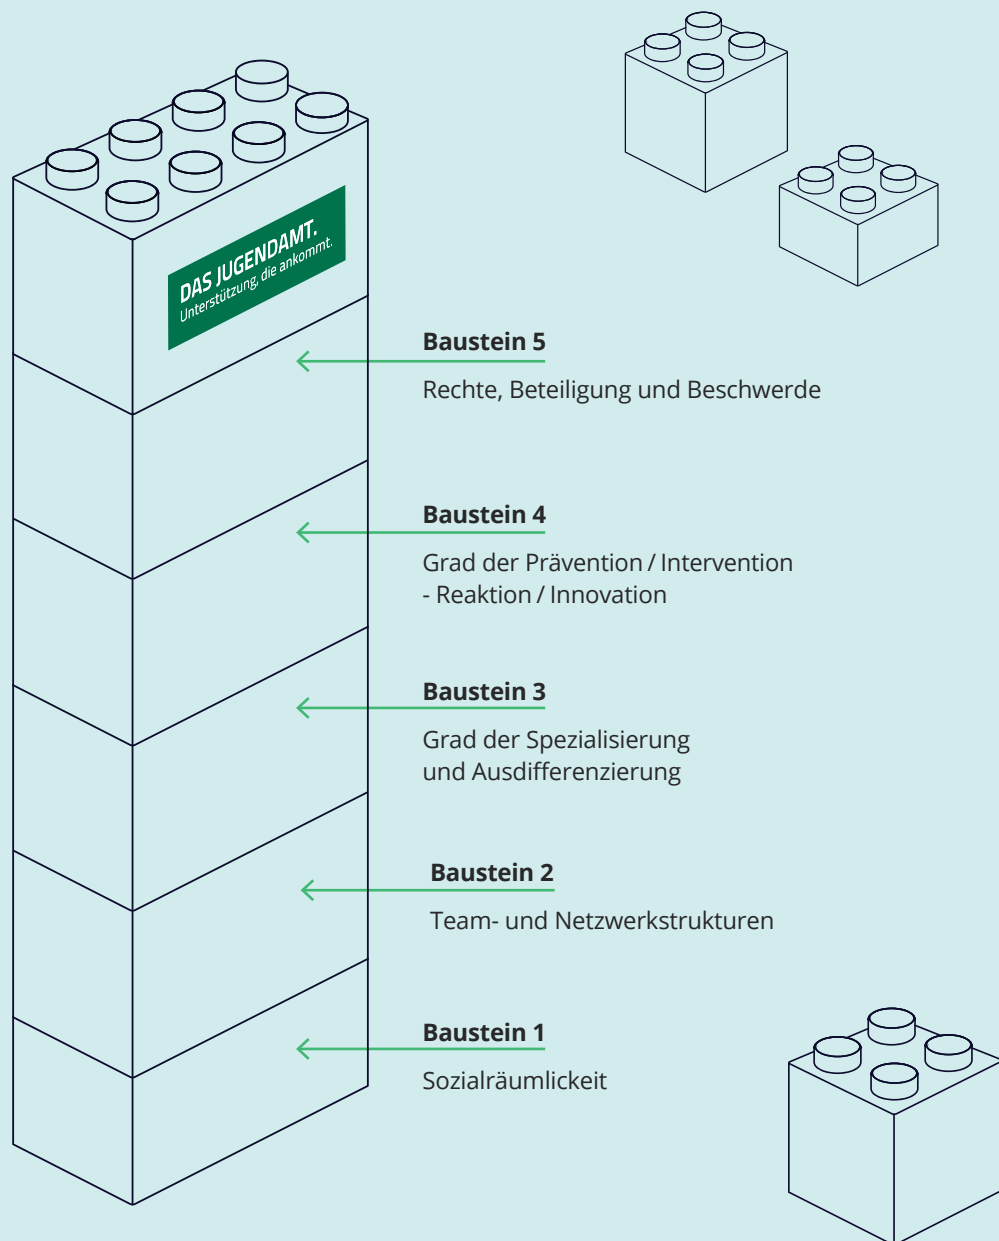 DAS JUGENDAMT.
Unterstützung, die ankommt.
Baustein 5
Rechte, Beteiligung und Beschwerde
Baustein 4
Grad der Prävention / Intervention
- Reaktion / Innovation
Baustein 3
Grad der Spezialisierung
und Ausdifferenzierung
Baustein 2
Team- und Netzwerkstrukturen
Baustein 1
Sozialräumlickeit